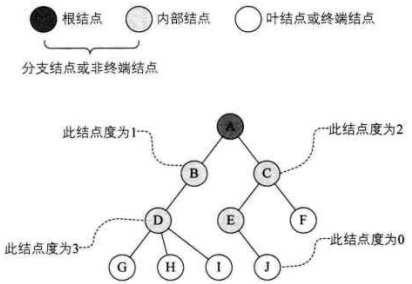 根结点 内部结点 叶结点或终端结点
分支结点或非终端结点
A
此结点度为1 此结点度为2
B C
D E F
此结点度为3 此结点度为0
G H I J